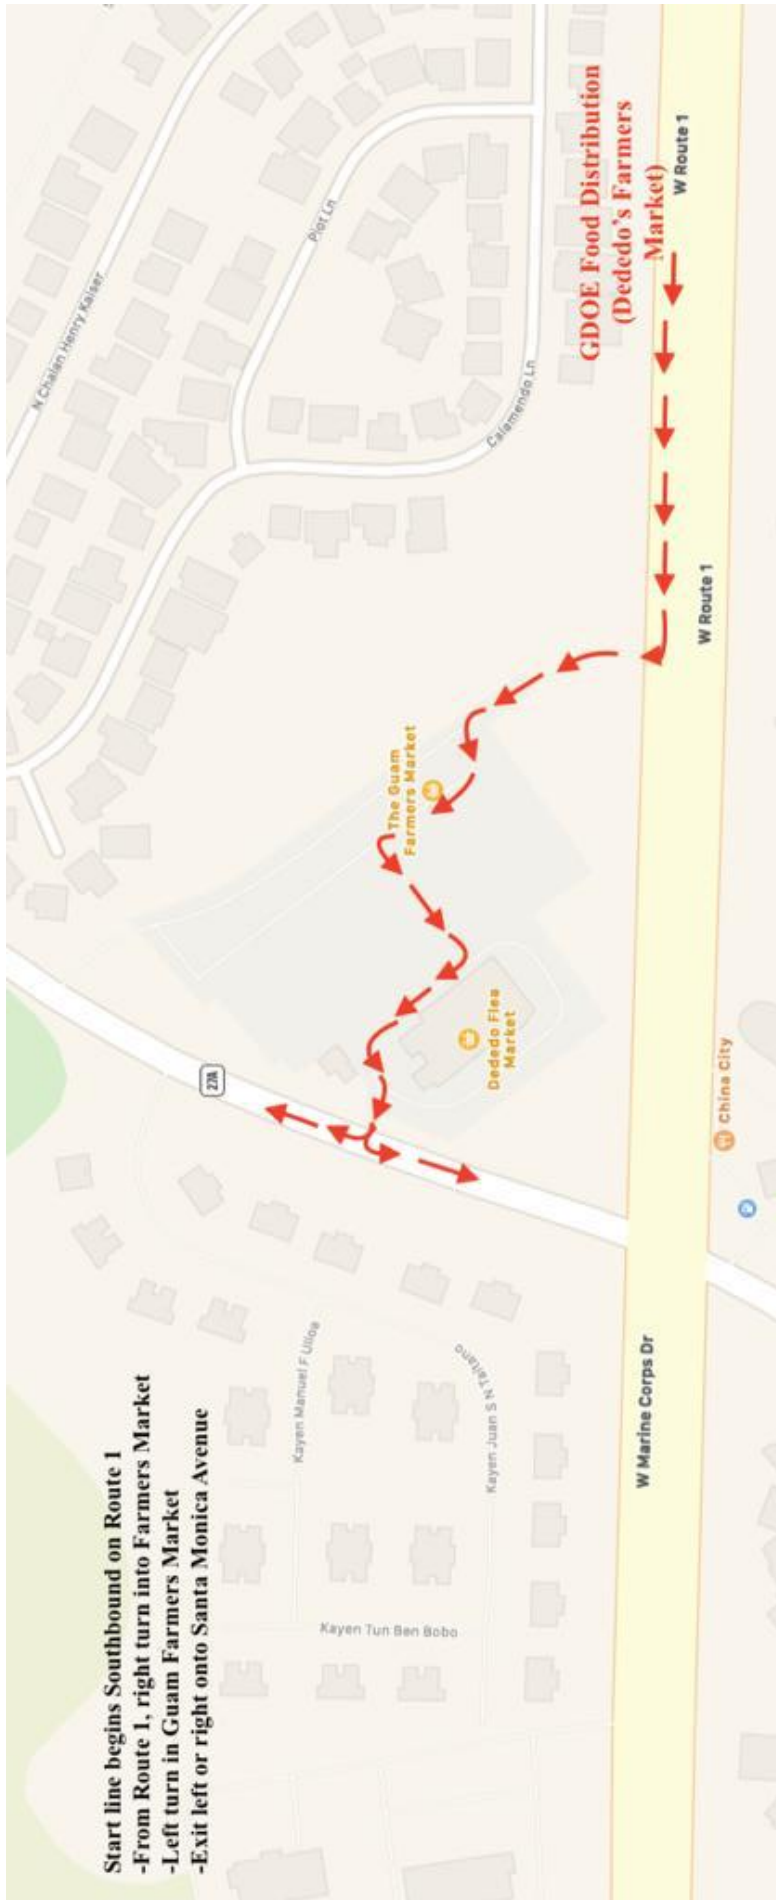 Start line begins Southbound on Route 1
-From Route 1, right turn into Farmers Market
-Left turn in Guam Farmers Market
-Exit left or right onto Santa Monica Avenue
GDOE Food Distribution
(Dededo's Farmers
Market)
N Chalan Henry Kaiser
Piot Ln
Calamendo Ln
The Guam
Farmers Market
Dededo Flea
Market
27A
Kayen Manuel F Ulloa
Kayen Juan S N Taitano
Kayen Tun Ben Bobo
W Marine Corps Dr
W Route 1
W Route 1
China City